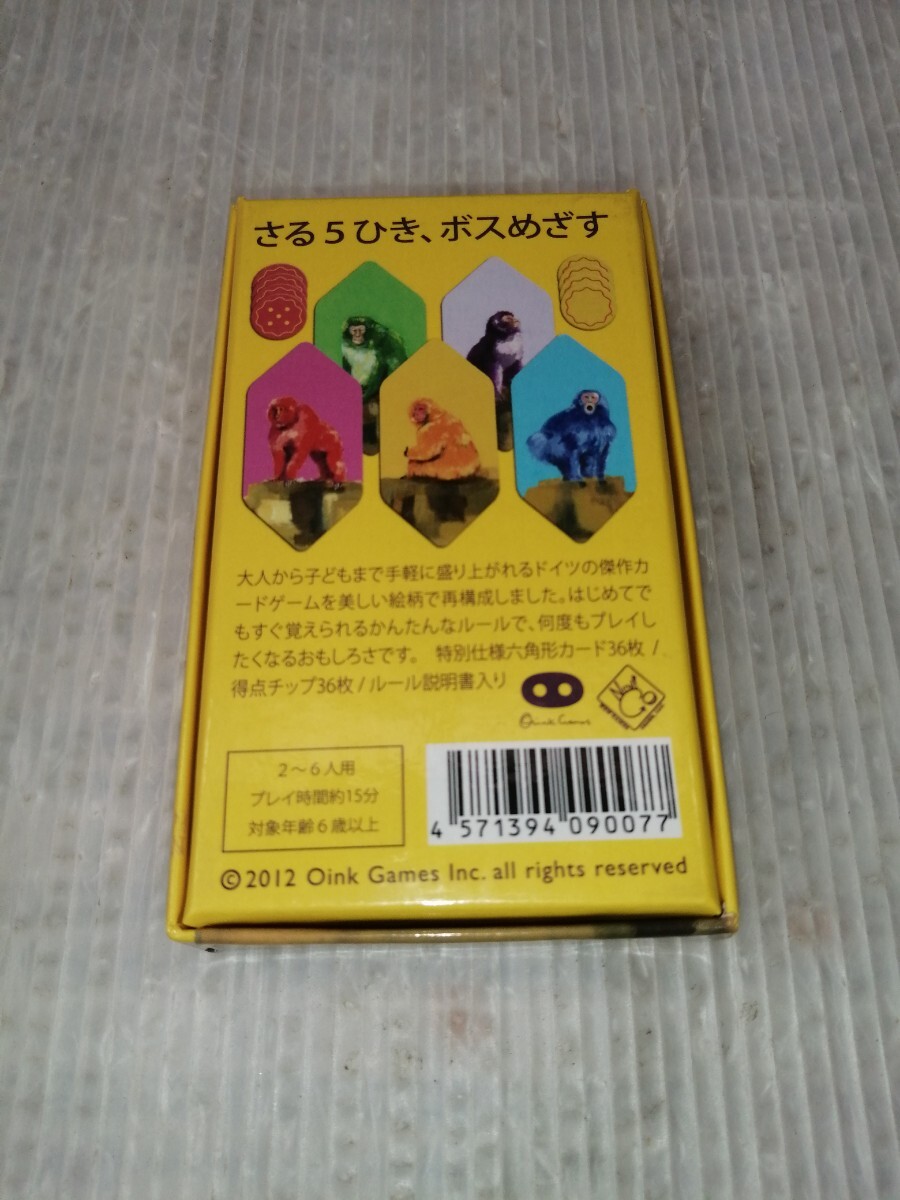 さる5ひき、ボスめざす
大人から子どもまで手軽に盛り上がれるドイツの傑作カ
ードゲームを美しい絵柄で再構成しました。はじめてで
もすぐ覚えられるかんたんなルールで、何度もプレイし
たくなるおもしろさです。 特別仕様六角形カード36枚 /
得点チップ36枚 / ルール説明書入り
Oink Games
2〜6人用
プレイ時間約15分
対象年齢6歳以上
4 571394 090077
©2012 Oink Games Inc. all rights reserved